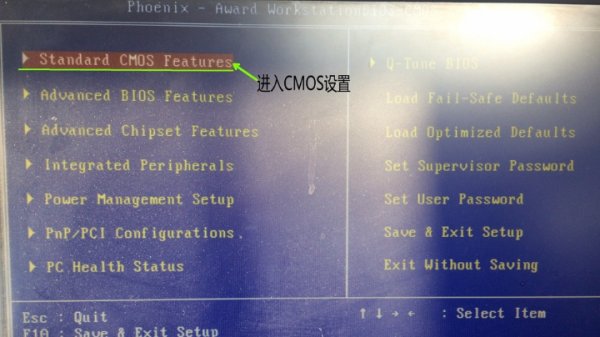 Phoenix - Award WorkstationBIOS CMOS
Standard CMOS Features
进入CMOS设置
Advanced BIOS Features
Advanced Chipset Features
Integrated Peripherals
Power Management Setup
PnP/PCI Configurations
PC Health Status
Q-Tune BIOS
Load Fail-Safe Defaults
Load Optimized Defaults
Set Supervisor Password
Set User Password
Save & Exit Setup
Exit Without Saving
Esc : Quit
F10 : Save & Exit Setup
↑ ↓ → ← : Select Item